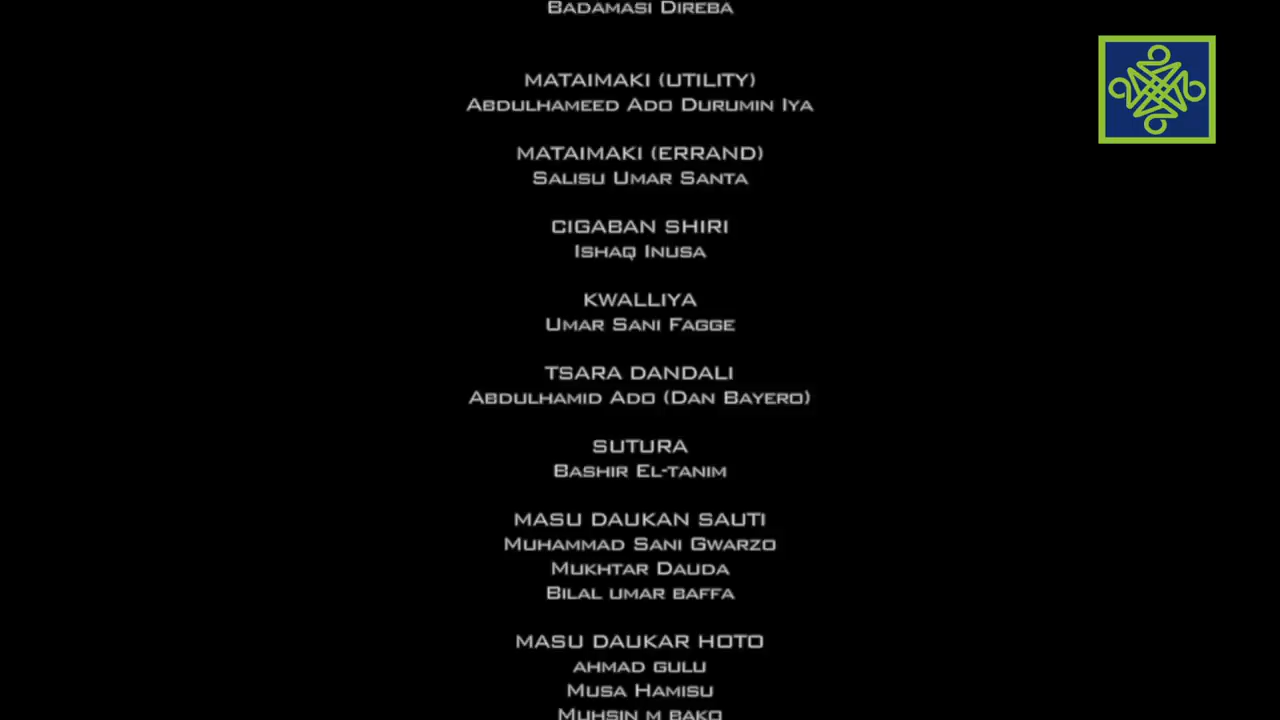 Badamasi Direba
MATAIMAKI (UTILITY)
Abdulhameed Ado Durumin Iya
MATAIMAKI (ERRAND)
Salisu Umar Santa
CIGABAN SHIRI
Ishaq Inusa
KWALLIYA
Umar Sani Fagge
TSARA DANDALI
Abdulhamid Ado (Dan Bayero)
SUTURA
Bashir El-tanim
MASU DAUKAN SAUTI
Muhammad Sani Gwarzo
Mukhtar Dauda
Bilal umar baffa
MASU DAUKAR HOTO
ahmad gulu
Musa Hamisu
Muhsin m bako